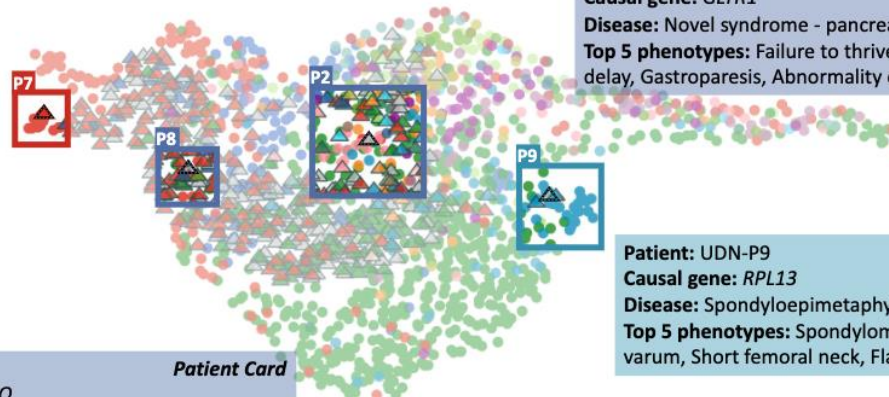 Disease: Novel syndrome - pancrea
Top 5 phenotypes: Failure to thrive
delay, Gastroparesis, Abnormality
P7
P2
P8
P9
Patient: UDN-P9
Causal gene: RPL13
Disease: Spondyloepimetaphy
Top 5 phenotypes: Spondylom
varum, Short femoral neck, Fla
Patient Card